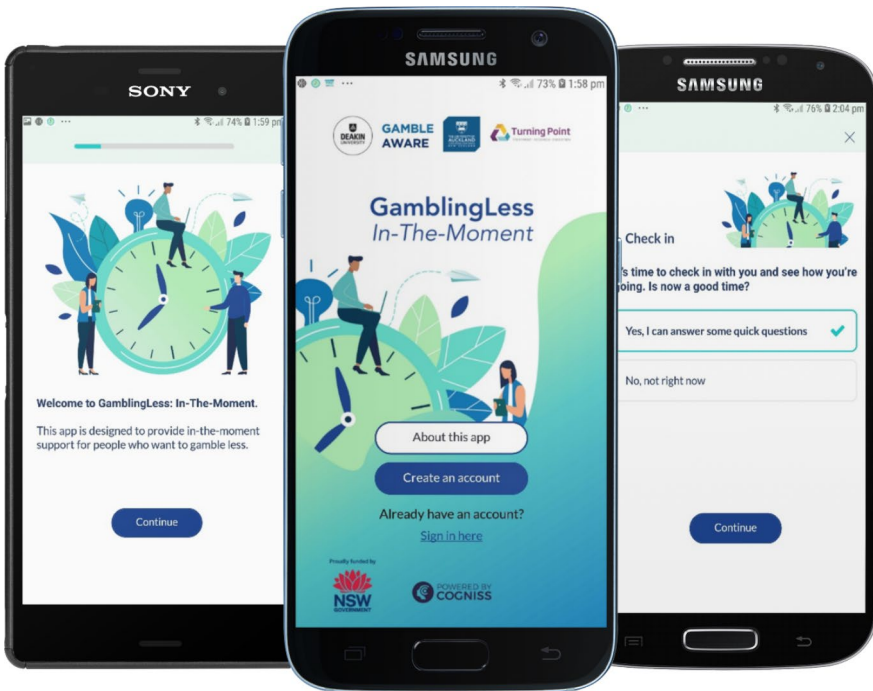 SONY
74% 1:59 pm
Welcome to GamblingLess: In-The-Moment.
This app is designed to provide in-the-moment
support for people who want to gamble less.
Continue
SAMSUNG
73% 1:58 pm
DEAKIN
UNIVERSITY
GAMBLE
AWARE
AUCKLAND
Turning Point
GamblingLess
In-The-Moment
About this app
Create an account
Already have an account?
Sign in here
Proudly funded by
NSW
GOVERNMENT
POWERED BY
COGNISS
SAMSUNG
76% 2:04 pm
Check in
's time to check in with you and see how you're
oing. Is now a good time?
Yes, I can answer some quick questions
No, not right now
Continue